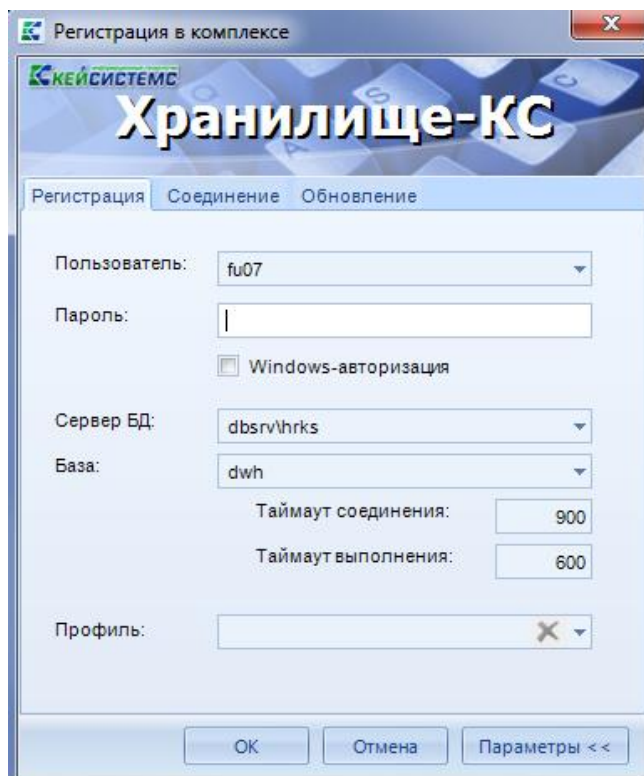 Регистрация в комплексе
КЕЙСИСТЕМС
Хранилище-КС
Регистрация Соединение Обновление
Пользователь: fu07
Пароль:
Windows-авторизация
Сервер БД: dbsrv\hrks
База: dwh
Таймаут соединения: 900
Таймаут выполнения: 600
Профиль:
ОК Отмена Параметры <<